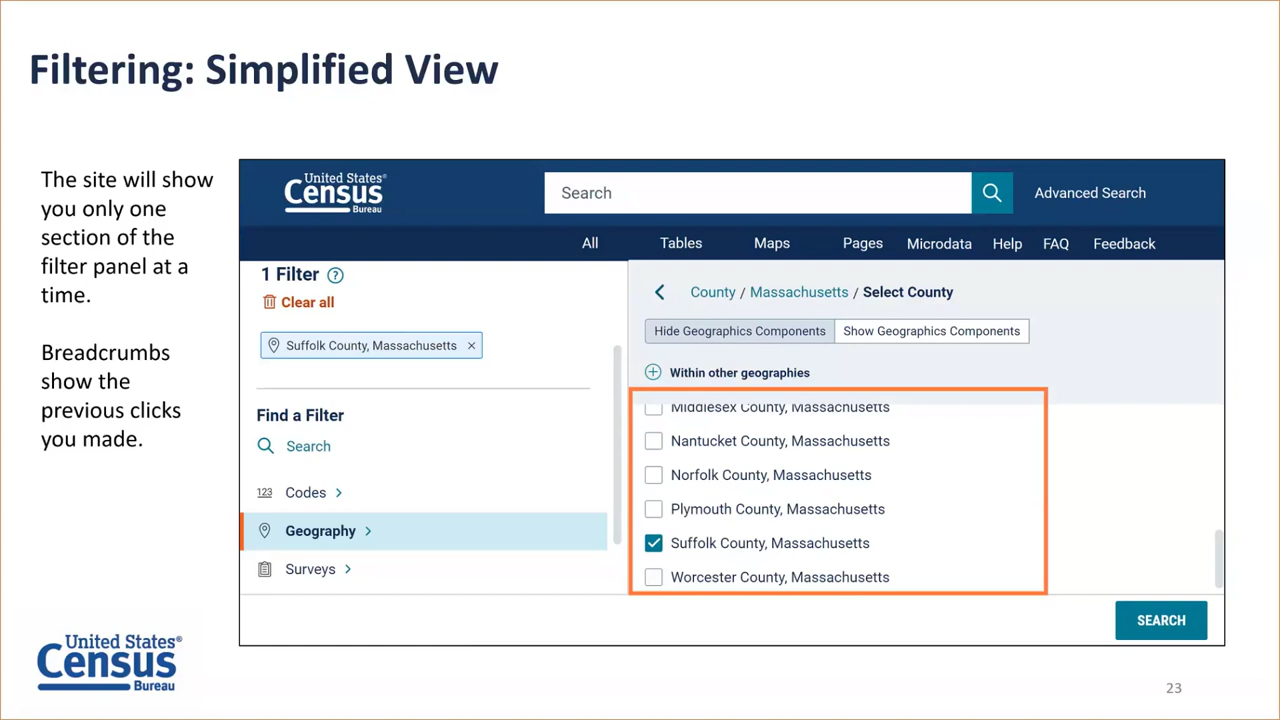 Filtering: Simplified View
The site will show
you only one
section of the
filter panel at a
time.
Breadcrumbs
show the
previous clicks
you made.
United States®
Census
Bureau
Search
Advanced Search
All
Tables
Maps
Pages
Microdata
Help
FAQ
Feedback
1 Filter ?
Clear all
Suffolk County, Massachusetts ×
Find a Filter
Search
123 Codes >
Geography >
Surveys >
County / Massachusetts / Select County
Hide Geographics Components
Show Geographics Components
Within other geographies
Middlesex County, Massachusetts
Nantucket County, Massachusetts
Norfolk County, Massachusetts
Plymouth County, Massachusetts
Suffolk County, Massachusetts
Worcester County, Massachusetts
SEARCH
United States®
Census
Bureau
23